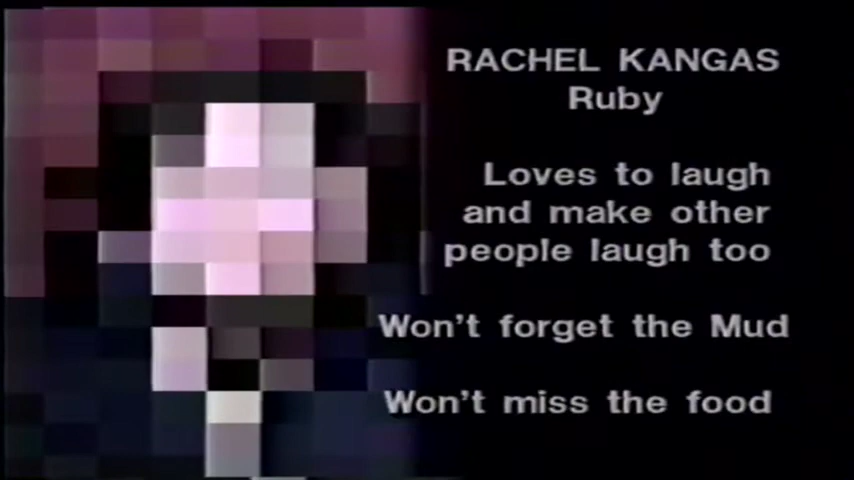 RACHEL KANGAS
Ruby
Loves to laugh
and make other
people laugh too
Won't forget the Mud
Won't miss the food